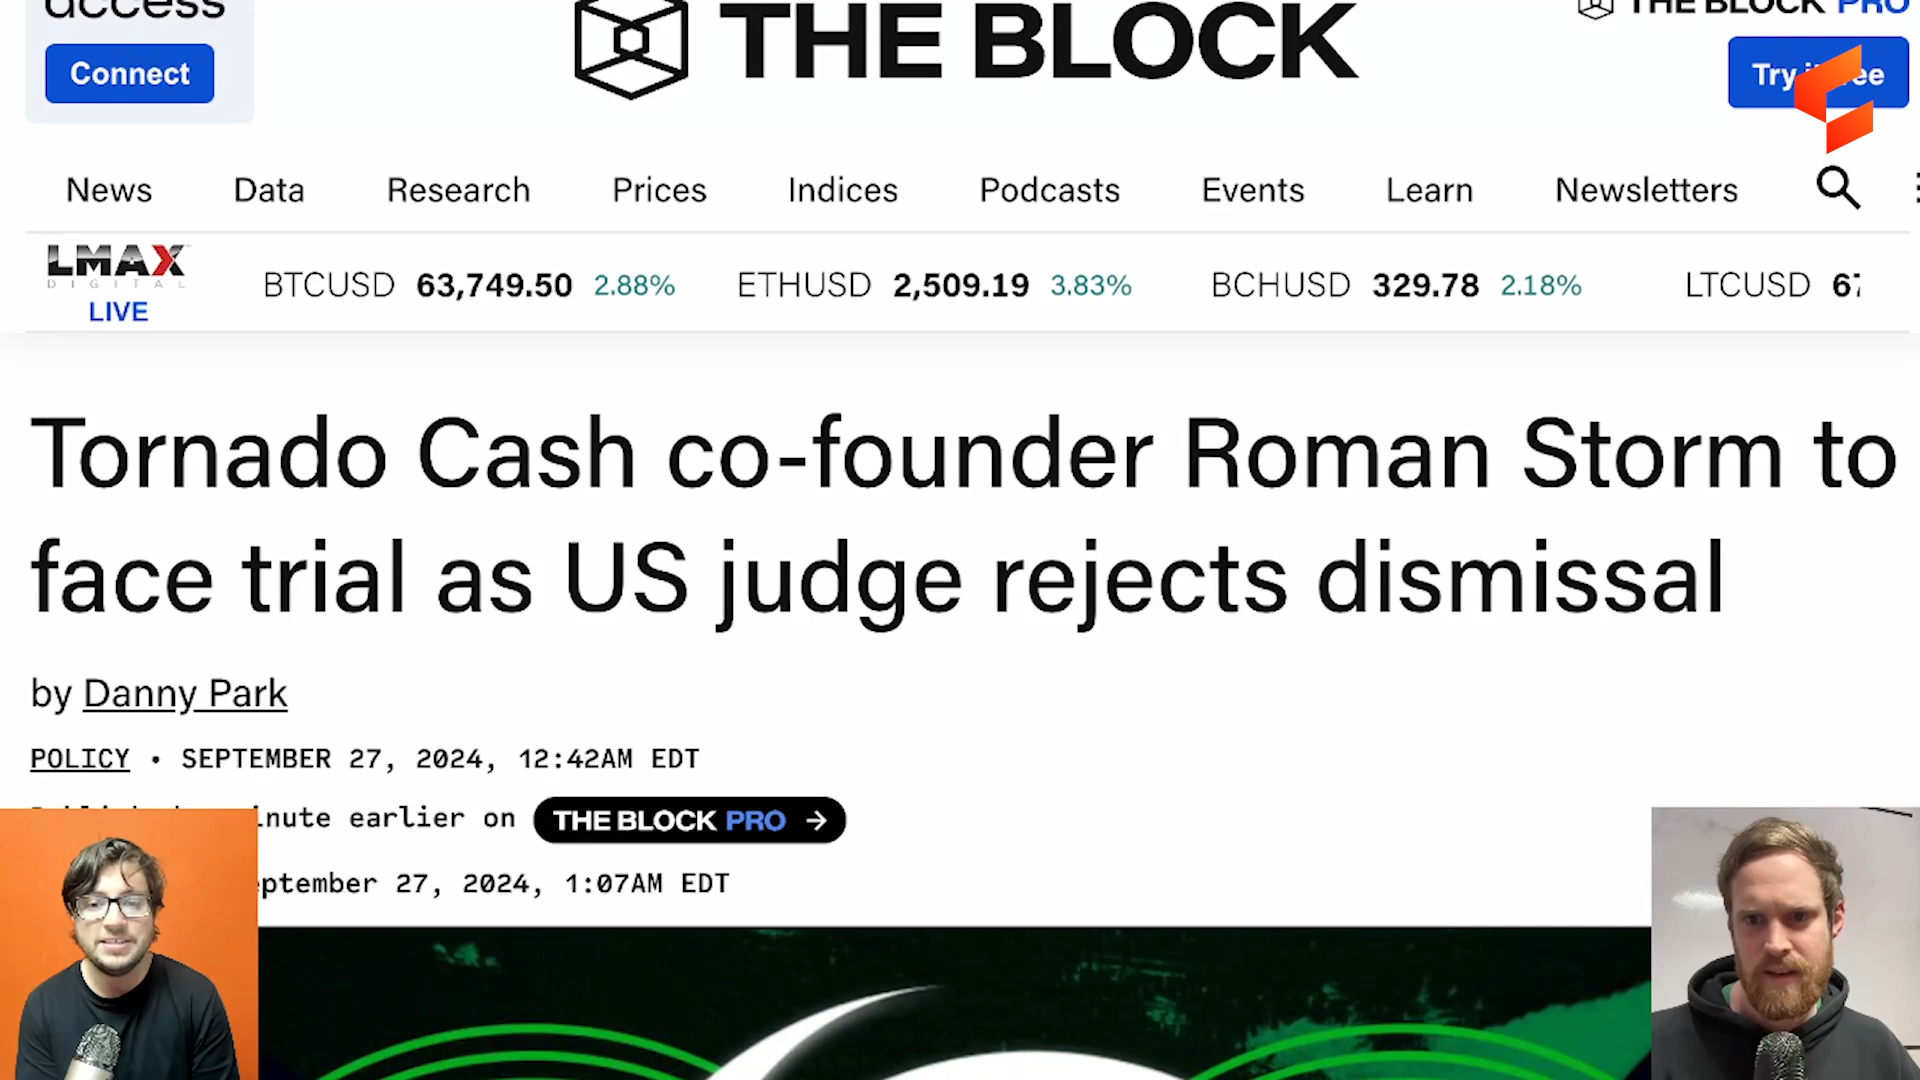 access
THE BLOCK
THE BLOCK PRO
Connect
News Data Research Prices Indices Podcasts Events Learn Newsletters
LMAX
DIGITAL
LIVE
BTCUSD 63,749.50 2.88% ETHUSD 2,509.19 3.83% BCHUSD 329.78 2.18% LTCUSD 67
Tornado Cash co-founder Roman Storm to
face trial as US judge rejects dismissal
by Danny Park
POLICY • SEPTEMBER 27, 2024, 12:42AM EDT
earlier on THE BLOCK PRO →
27, 2024, 1:07AM EDT